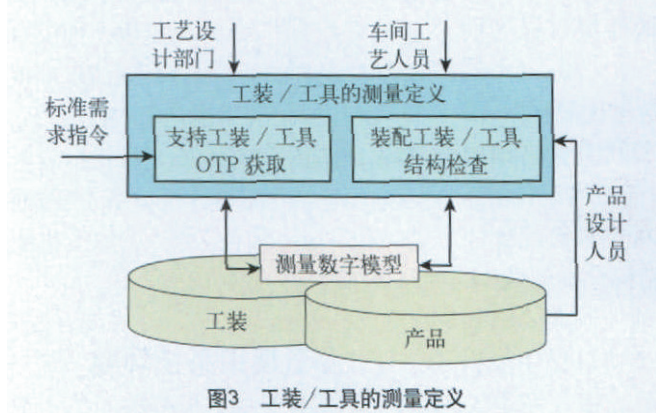 工艺设
计部门
车间工
艺人员
标准需
求指令
工装/工具的测量定义
支持工装/工具
OTP 获取
装配工装/工具
结构检查
产品
设计
人员
测量数字模型
工装
产品
图3 工装/工具的测量定义